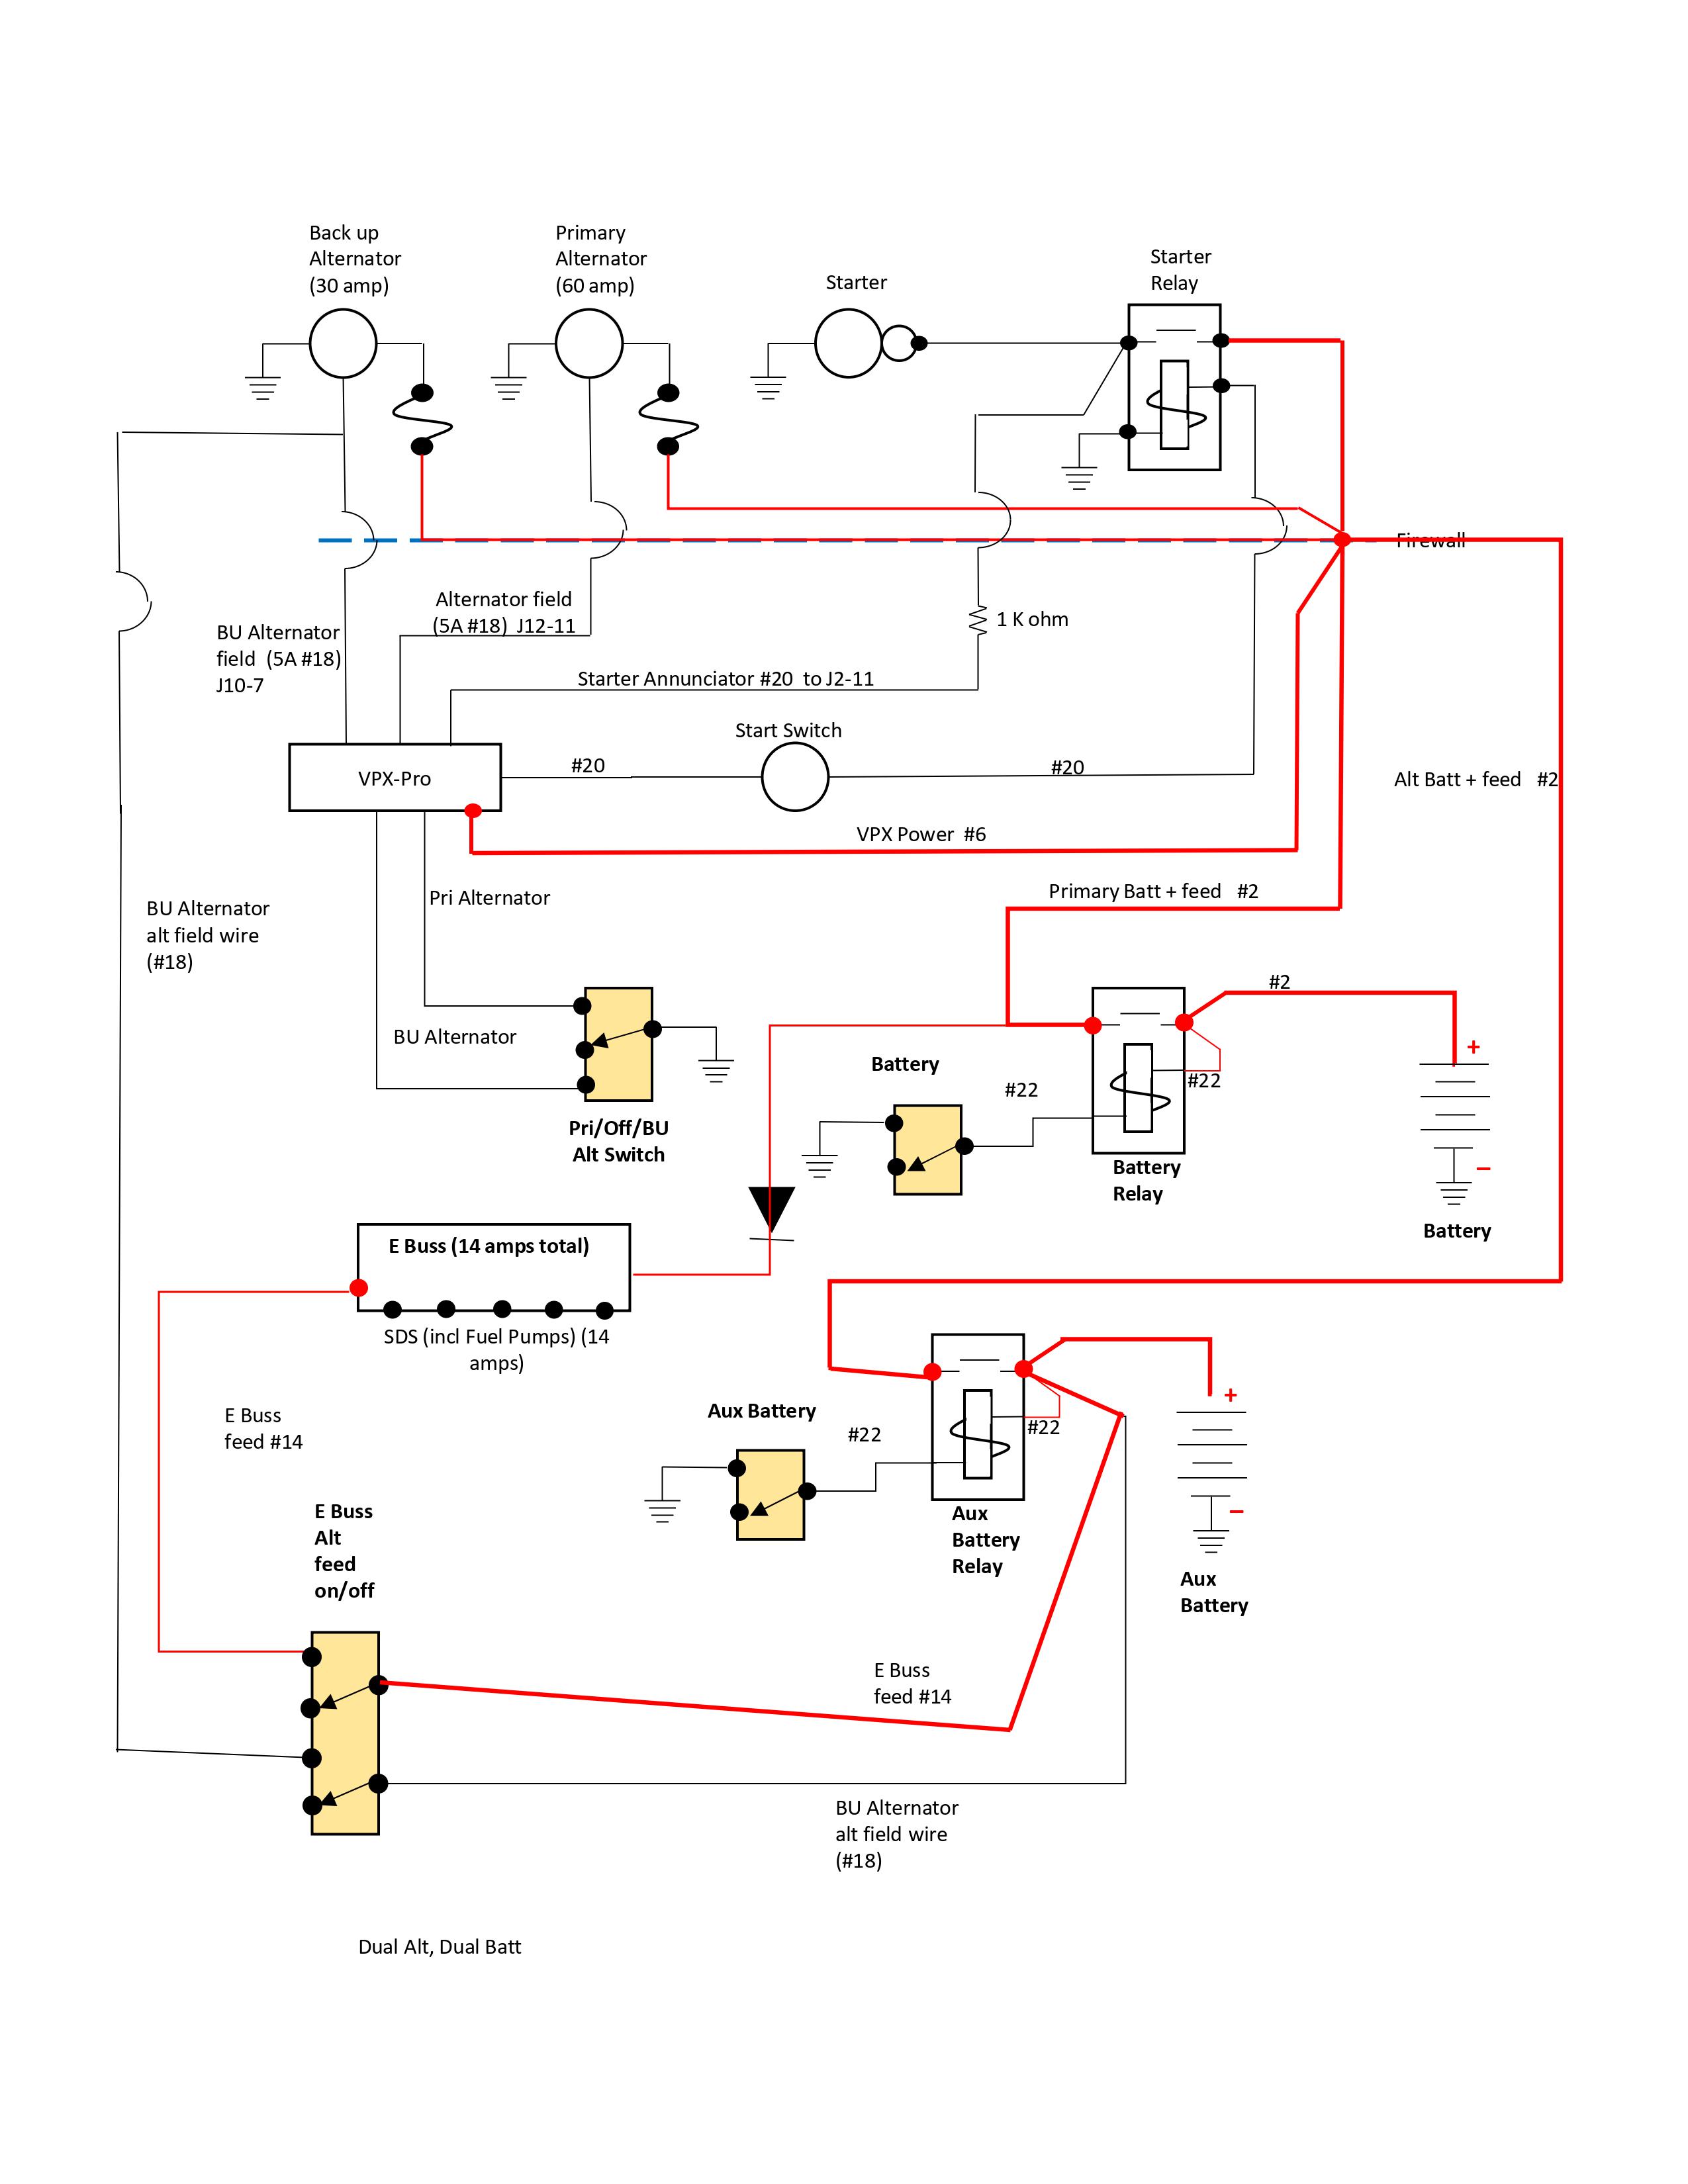 Back up
Alternator
(30 amp)
Primary
Alternator
(60 amp)
Starter
Starter
Relay
Firewall
Alternator field
(5A #18)  J12-11
1 K ohm
BU Alternator
field  (5A #18)
J10-7
Starter Annunciator #20  to J2-11
Start Switch
VPX-Pro
#20
#20
Alt Batt + feed   #2
VPX Power  #6
Primary Batt + feed   #2
Pri Alternator
BU Alternator
alt field wire
(#18)
#2
BU Alternator
+
Battery
#22
#22
Pri/Off/BU
Alt Switch
Battery
Relay
–
Battery
E Buss (14 amps total)
SDS (incl Fuel Pumps) (14
amps)
+
Aux Battery
#22
#22
E Buss
feed #14
–
E Buss
Alt
feed
on/off
Aux
Battery
Relay
Aux
Battery
E Buss
feed #14
BU Alternator
alt field wire
(#18)
Dual Alt, Dual Batt